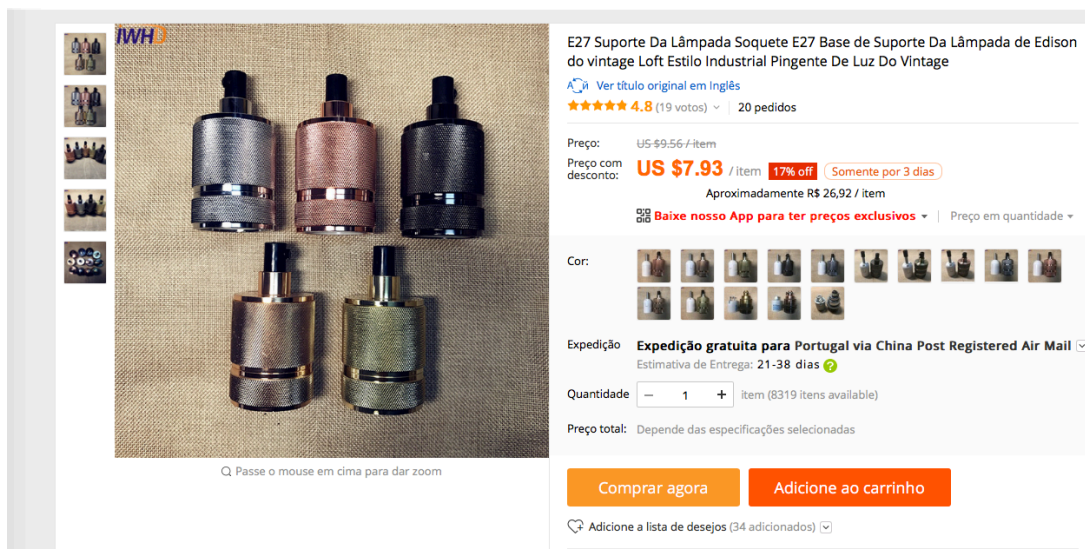 IWHD
E27 Suporte Da Lâmpada Soquete E27 Base de Suporte Da Lâmpada de Edison
do vintage Loft Estilo Industrial Pingente De Luz Do Vintage
Ver título original em Inglês
4.8 (19 votos) 20 pedidos
Preço: US $9.56 / item
Preço com
desconto: US $7.93 / item 17% off Somente por 3 dias
Aproximadamente R$ 26,92 / item
Baixe nosso App para ter preços exclusivos Preço em quantidade
Cor:
Expedição Expedição gratuita para Portugal via China Post Registered Air Mail
Estimativa de Entrega: 21-38 dias ?
Quantidade − 1 + item (8319 itens available)
Preço total: Depende das especificações selecionadas
Passe o mouse em cima para dar zoom
Comprar agora Adicione ao carrinho
Adicione a lista de desejos (34 adicionados)